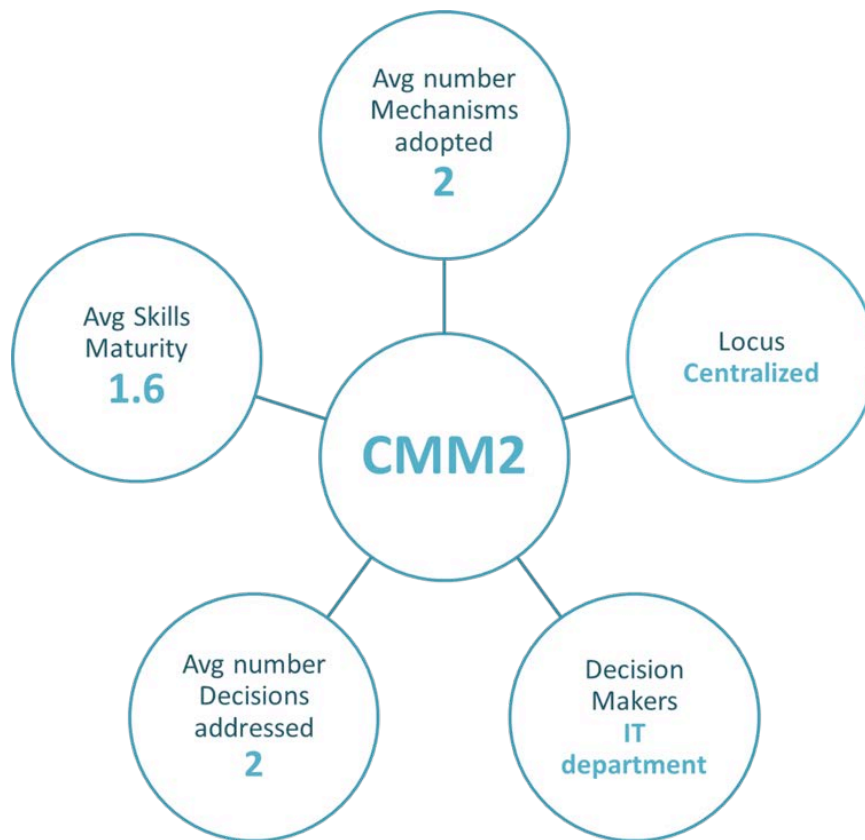 Avg number
Mechanisms
adopted
2
Avg Skills
Maturity
1.6
Locus
Centralized
CMM2
Avg number
Decisions
addressed
2
Decision
Makers
IT
department